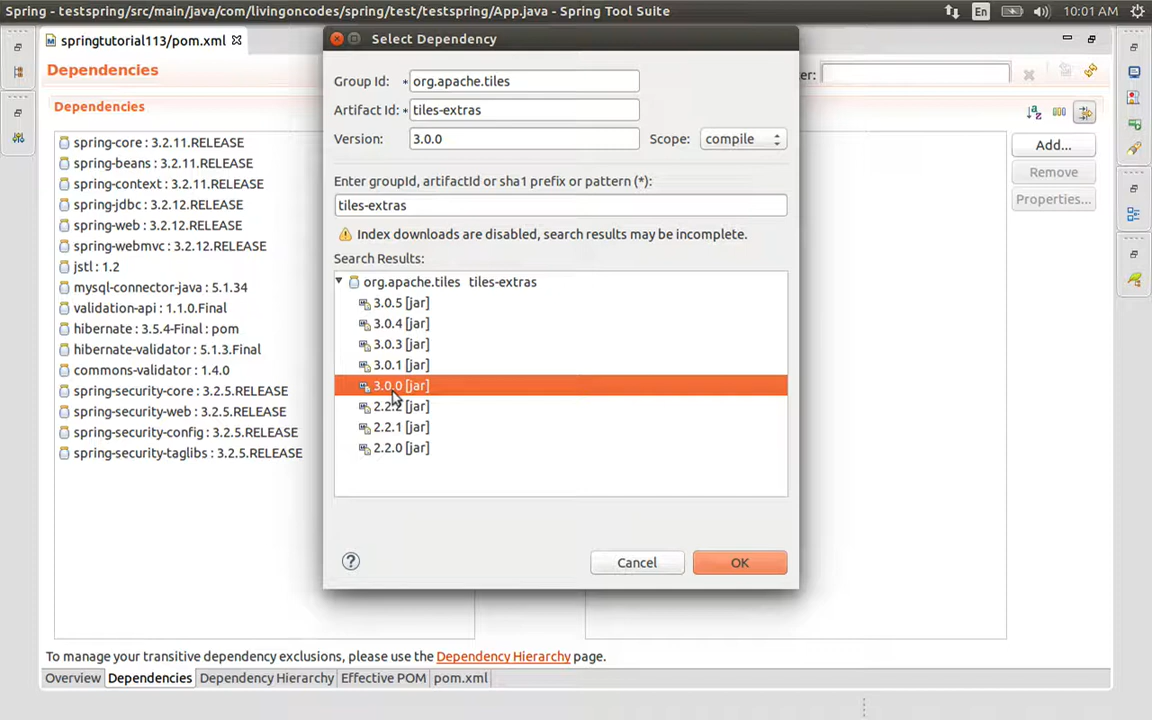 Spring - testspring/src/main/java/com/livingoncodes/spring/test/testspring/App.java - Spring Tool Suite
En
10:01 AM
springtutorial113/pom.xml
Select Dependency
Dependencies
er:
Group Id: * org.apache.tiles
Artifact Id: * tiles-extras
Version: 3.0.0 Scope: compile
Dependencies
spring-core : 3.2.11.RELEASE
spring-beans : 3.2.11.RELEASE
spring-context : 3.2.11.RELEASE
spring-jdbc : 3.2.12.RELEASE
spring-web : 3.2.12.RELEASE
spring-webmvc : 3.2.12.RELEASE
jstl : 1.2
mysql-connector-java : 5.1.34
validation-api : 1.1.0.Final
hibernate : 3.5.4-Final : pom
hibernate-validator : 5.1.3.Final
commons-validator : 1.4.0
spring-security-core : 3.2.5.RELEASE
spring-security-web : 3.2.5.RELEASE
spring-security-config : 3.2.5.RELEASE
spring-security-taglibs : 3.2.5.RELEASE
Enter groupId, artifactId or sha1 prefix or pattern (*):
tiles-extras
Index downloads are disabled, search results may be incomplete.
Search Results:
org.apache.tiles tiles-extras
3.0.5 [jar]
3.0.4 [jar]
3.0.3 [jar]
3.0.1 [jar]
3.0.0 [jar]
2.2.2 [jar]
2.2.1 [jar]
2.2.0 [jar]
Cancel
OK
Add...
Remove
Properties...
To manage your transitive dependency exclusions, please use the Dependency Hierarchy page.
Overview Dependencies Dependency Hierarchy Effective POM pom.xml